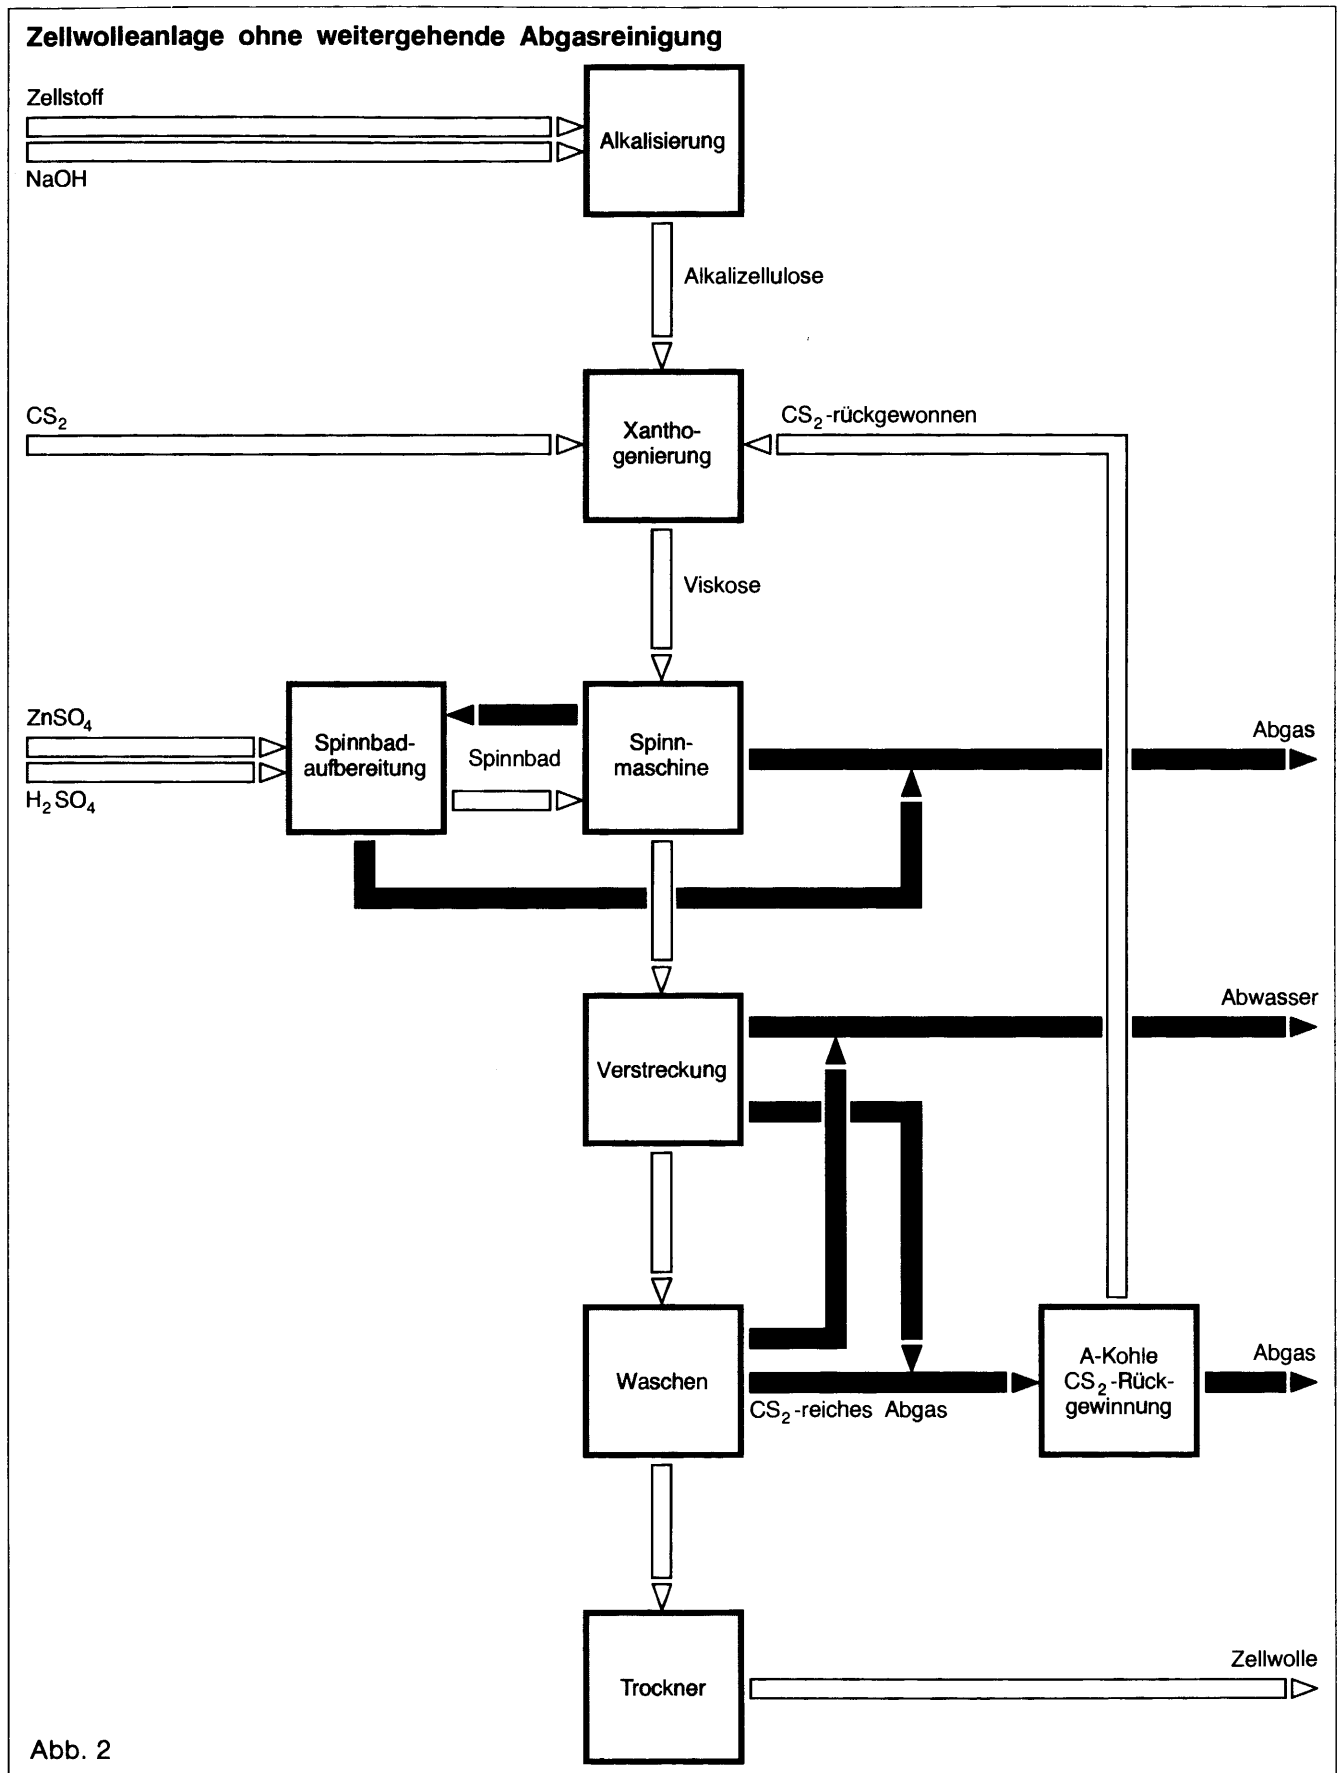 Zellwolleanlage ohne weitergehende Abgasreinigung
Zellstoff
NaOH
Alkalisierung
Alkalizellulose
CS₂
Xantho-
genierung
CS₂-rückgewonnen
Viskose
ZnSO₄
H₂SO₄
Spinnbad-
aufbereitung
Spinnbad
Spinn-
maschine
Abgas
Abwasser
Verstreckung
Waschen
CS₂-reiches Abgas
A-Kohle
CS₂-Rück-
gewinnung
Abgas
Trockner
Zellwolle
Abb. 2